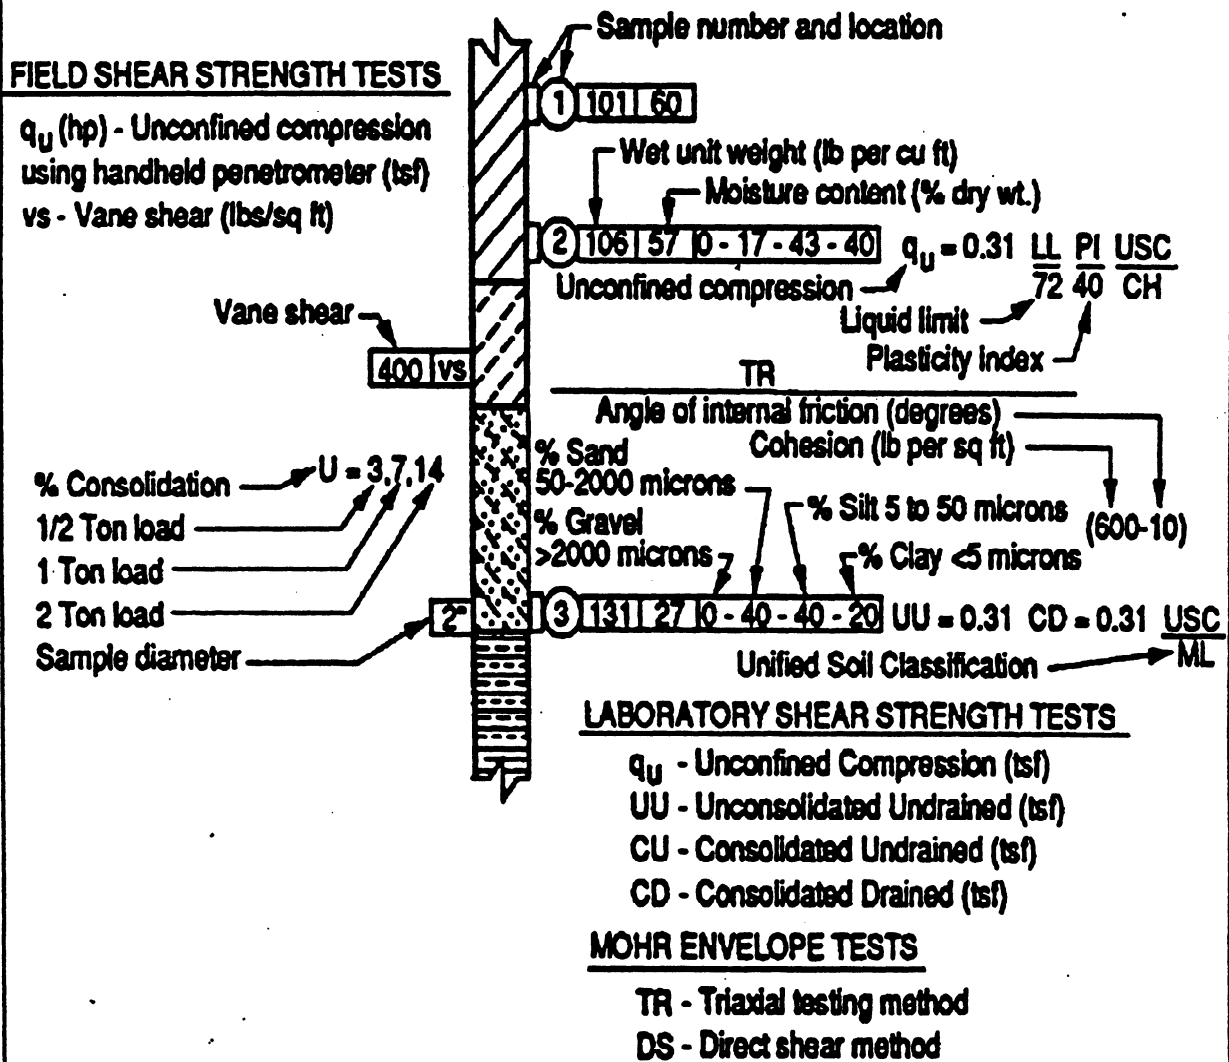 Sample number and location
FIELD SHEAR STRENGTH TESTS
qu (hp) - Unconfined compression
using handheld penetrometer (tsf)
vs - Vane shear (lbs/sq ft)
1 101 60
Wet unit weight (lb per cu ft)
Moisture content (% dry wt.)
2 106 57 0 - 17 - 43 - 40 qu = 0.31 LL PI USC
72 40 CH
Unconfined compression
Liquid limit
Plasticity index
Vane shear
400 vs
TR
Angle of internal friction (degrees)
Cohesion (lb per sq ft)
(600-10)
% Consolidation U = 3,7,14
1/2 Ton load
1 Ton load
2 Ton load
Sample diameter
2"
% Sand
50-2000 microns
% Gravel
>2000 microns
% Silt 5 to 50 microns
% Clay <5 microns
3 131 27 0 - 40 - 40 - 20 UU = 0.31 CD = 0.31 USC
ML
Unified Soil Classification
LABORATORY SHEAR STRENGTH TESTS
qu - Unconfined Compression (tsf)
UU - Unconsolidated Undrained (tsf)
CU - Consolidated Undrained (tsf)
CD - Consolidated Drained (tsf)
MOHR ENVELOPE TESTS
TR - Triaxial testing method
DS - Direct shear method